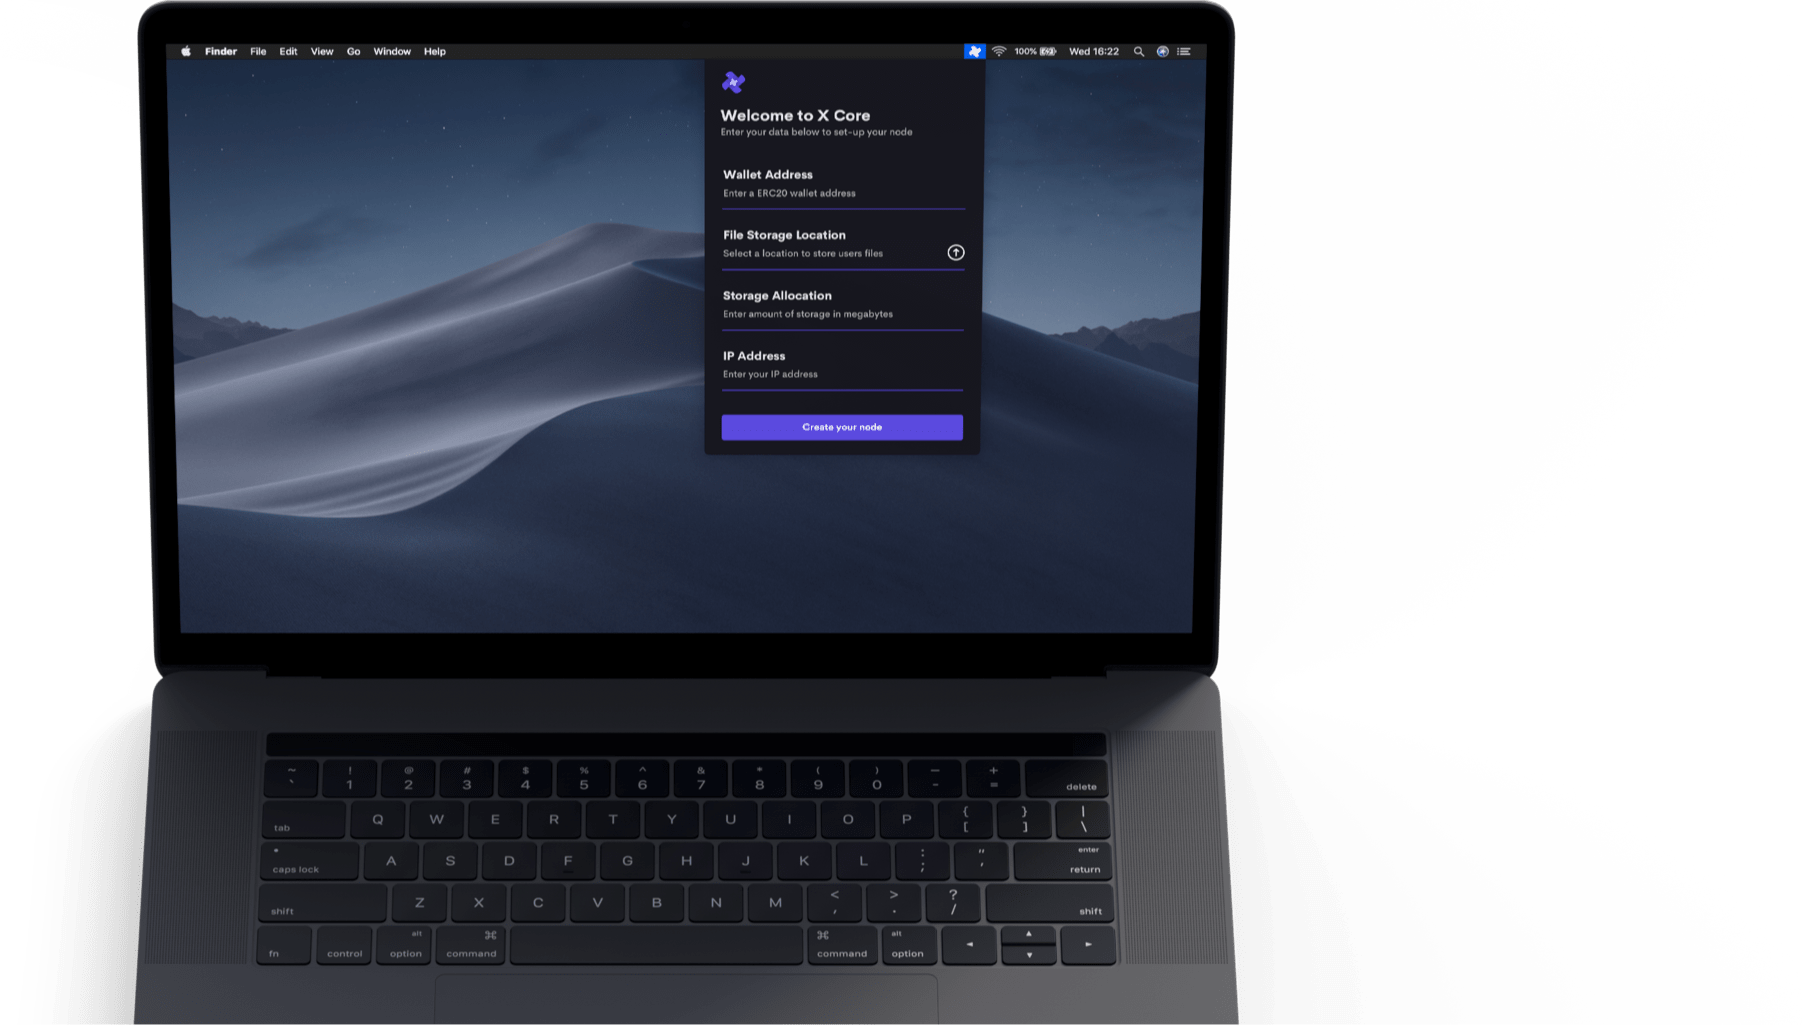 Finder File Edit View Go Window Help 100% Wed 16:22
Welcome to X Core
Enter your data below to set-up your node
Wallet Address
Enter a ERC20 wallet address
File Storage Location
Select a location to store users files
Storage Allocation
Enter amount of storage in megabytes
IP Address
Enter your IP address
Create your node
~ ! @ # $ % ^ & * ( ) — +
` 1 2 3 4 5 6 7 8 9 0 - = delete
tab Q W E R T Y U I O P { [ } ] | \
caps lock A S D F G H J K L : ; " ' enter return
shift Z X C V B N M < , > . ? / shift
alt ⌘ ⌘ alt ◄ ▲ ►
fn control option command command option ▼